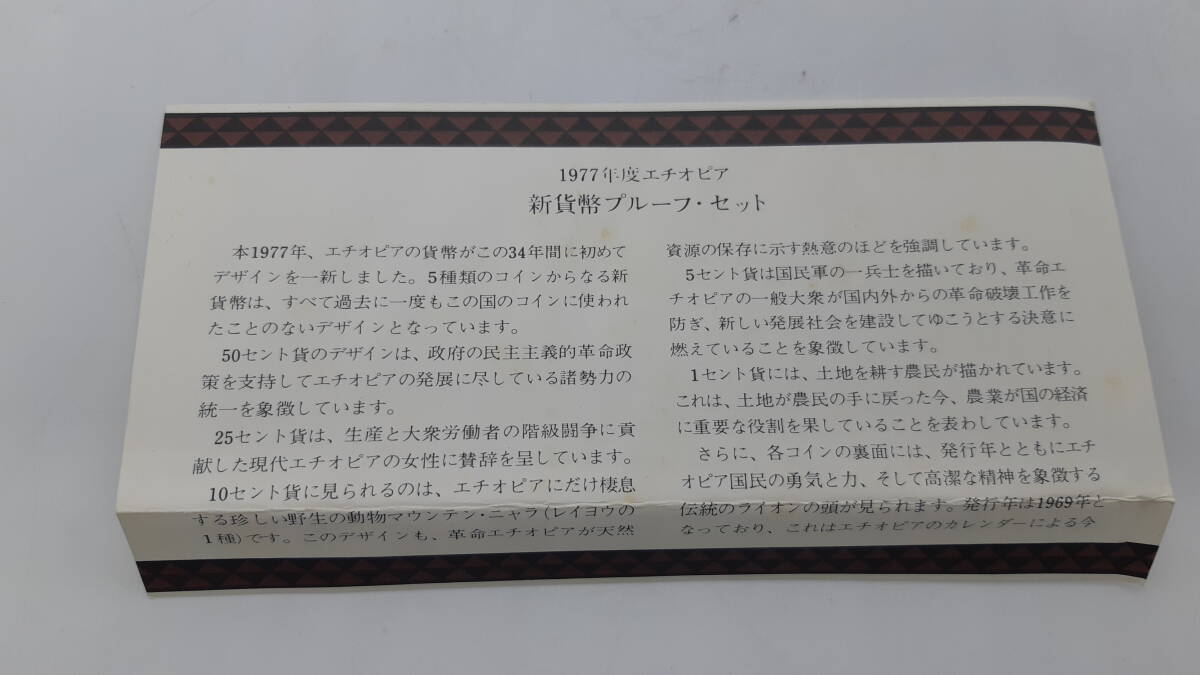 1977年度エチオピア
新貨幣プルーフ・セット
本1977年、エチオピアの貨幣がこの34年間に初めて
デザインを一新しました。5種類のコインからなる新
貨幣は、すべて過去に一度もこの国のコインに使われ
たことのないデザインとなっています。
50セント貨のデザインは、政府の民主主義的革命政
策を支持してエチオピアの発展に尽している諸勢力の
統一を象徴しています。
25セント貨は、生産と大衆労働者の階級闘争に貢
献した現代エチオピアの女性に賛辞を呈しています。
10セント貨に見られるのは、エチオピアにだけ棲息
する珍しい野生の動物マウンテン・ニャラ(レイヨウの
1種)です。このデザインも、革命エチオピアが天然
資源の保存に示す熱意のほどを強調しています。
5セント貨は国民軍の一兵士を描いており、革命エ
チオピアの一般大衆が国内外からの革命破壊工作を
防ぎ、新しい発展社会を建設してゆこうとする決意に
燃えていることを象徴しています。
1セント貨には、土地を耕す農民が描かれています。
これは、土地が農民の手に戻った今、農業が国の経済
に重要な役割を果していることを表わしています。
さらに、各コインの裏面には、発行年とともにエチ
オピア国民の勇気と力、そして高潔な精神を象徴する
伝統のライオンの頭が見られます。発行年は1969年と
なっており、これはエチオピアのカレンダーによる今